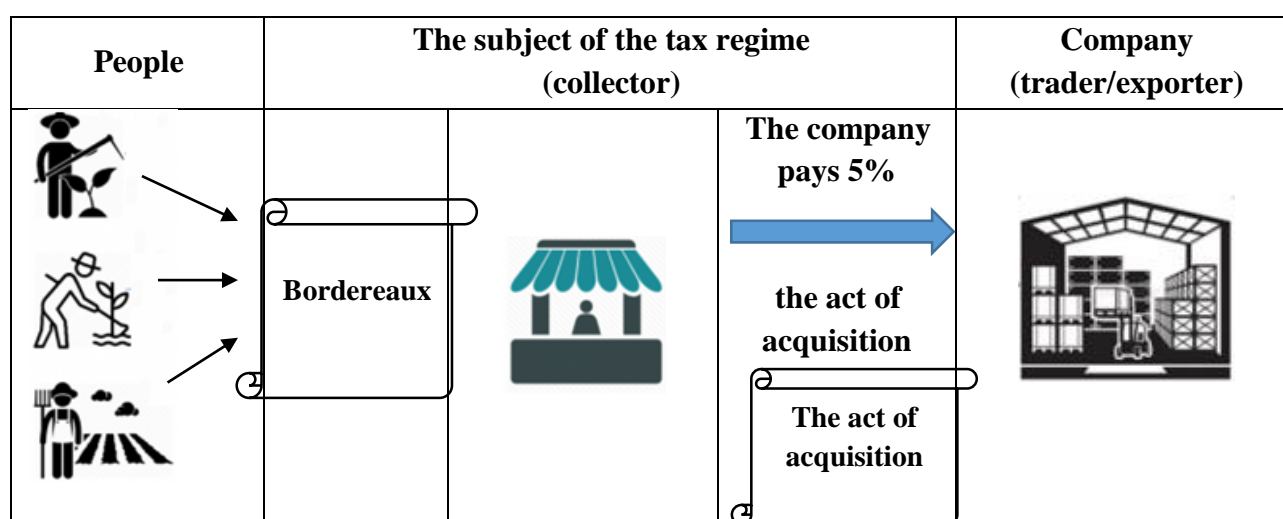 People
The subject of the tax regime
(collector)
Company
(trader/exporter)
Bordereaux
The company
pays 5%
the act of
acquisition
The act of
acquisition